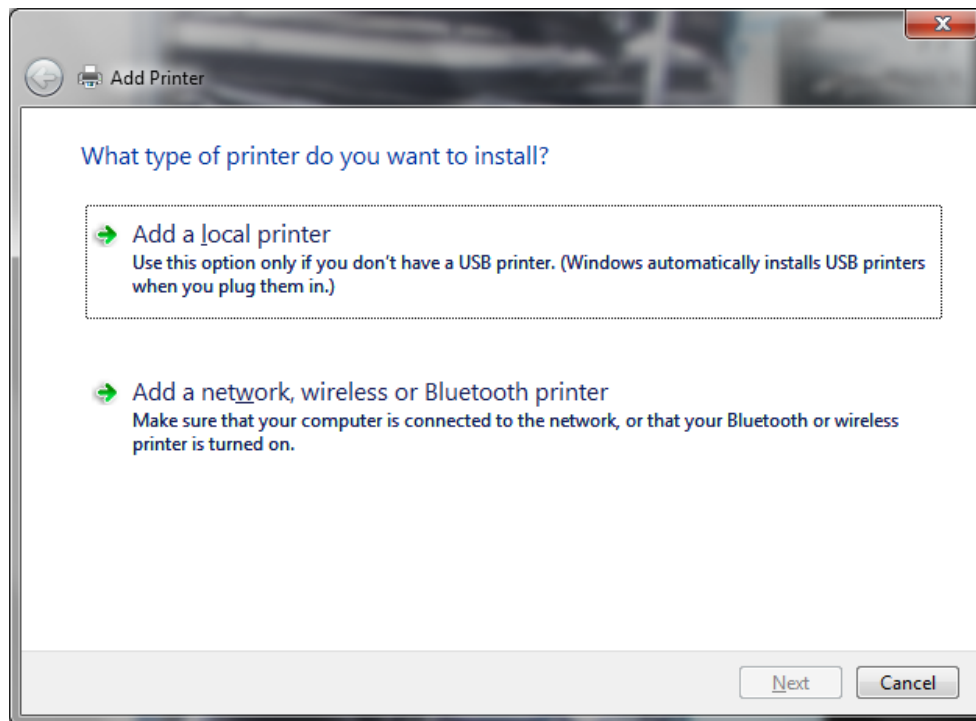 Add Printer
What type of printer do you want to install?
Add a local printer
Use this option only if you don't have a USB printer. (Windows automatically installs USB printers
when you plug them in.)
Add a network, wireless or Bluetooth printer
Make sure that your computer is connected to the network, or that your Bluetooth or wireless
printer is turned on.
Next
Cancel